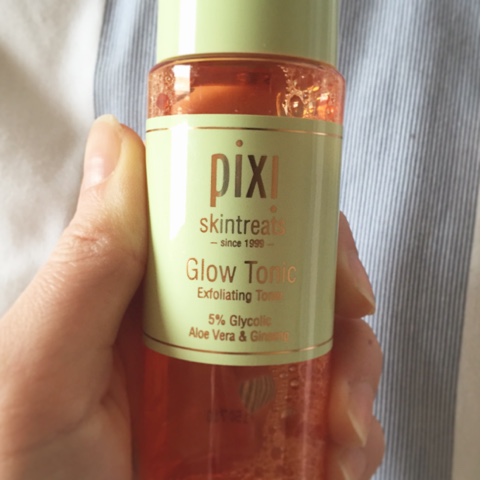 pixi
skintreats
– since 1999 –
Glow Tonic
Exfoliating Toner
5% Glycolic
Aloe Vera & Ginseng